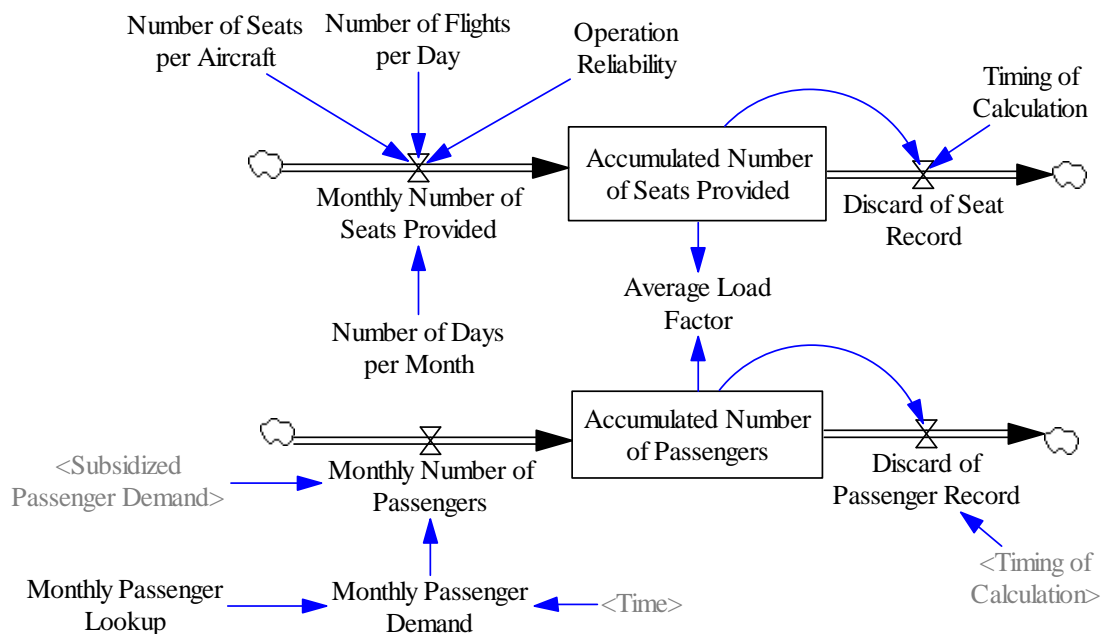 Number of Seats
per Aircraft
Number of Flights
per Day
Operation
Reliability
Timing of
Calculation
Accumulated Number
of Seats Provided
Monthly Number of
Seats Provided
Discard of Seat
Record
Average Load
Factor
Number of Days
per Month
Accumulated Number
of Passengers
<Subsidized
Passenger Demand>
Monthly Number of
Passengers
Discard of
Passenger Record
Monthly Passenger
Lookup
Monthly Passenger
Demand
<Time>
<Timing of
Calculation>